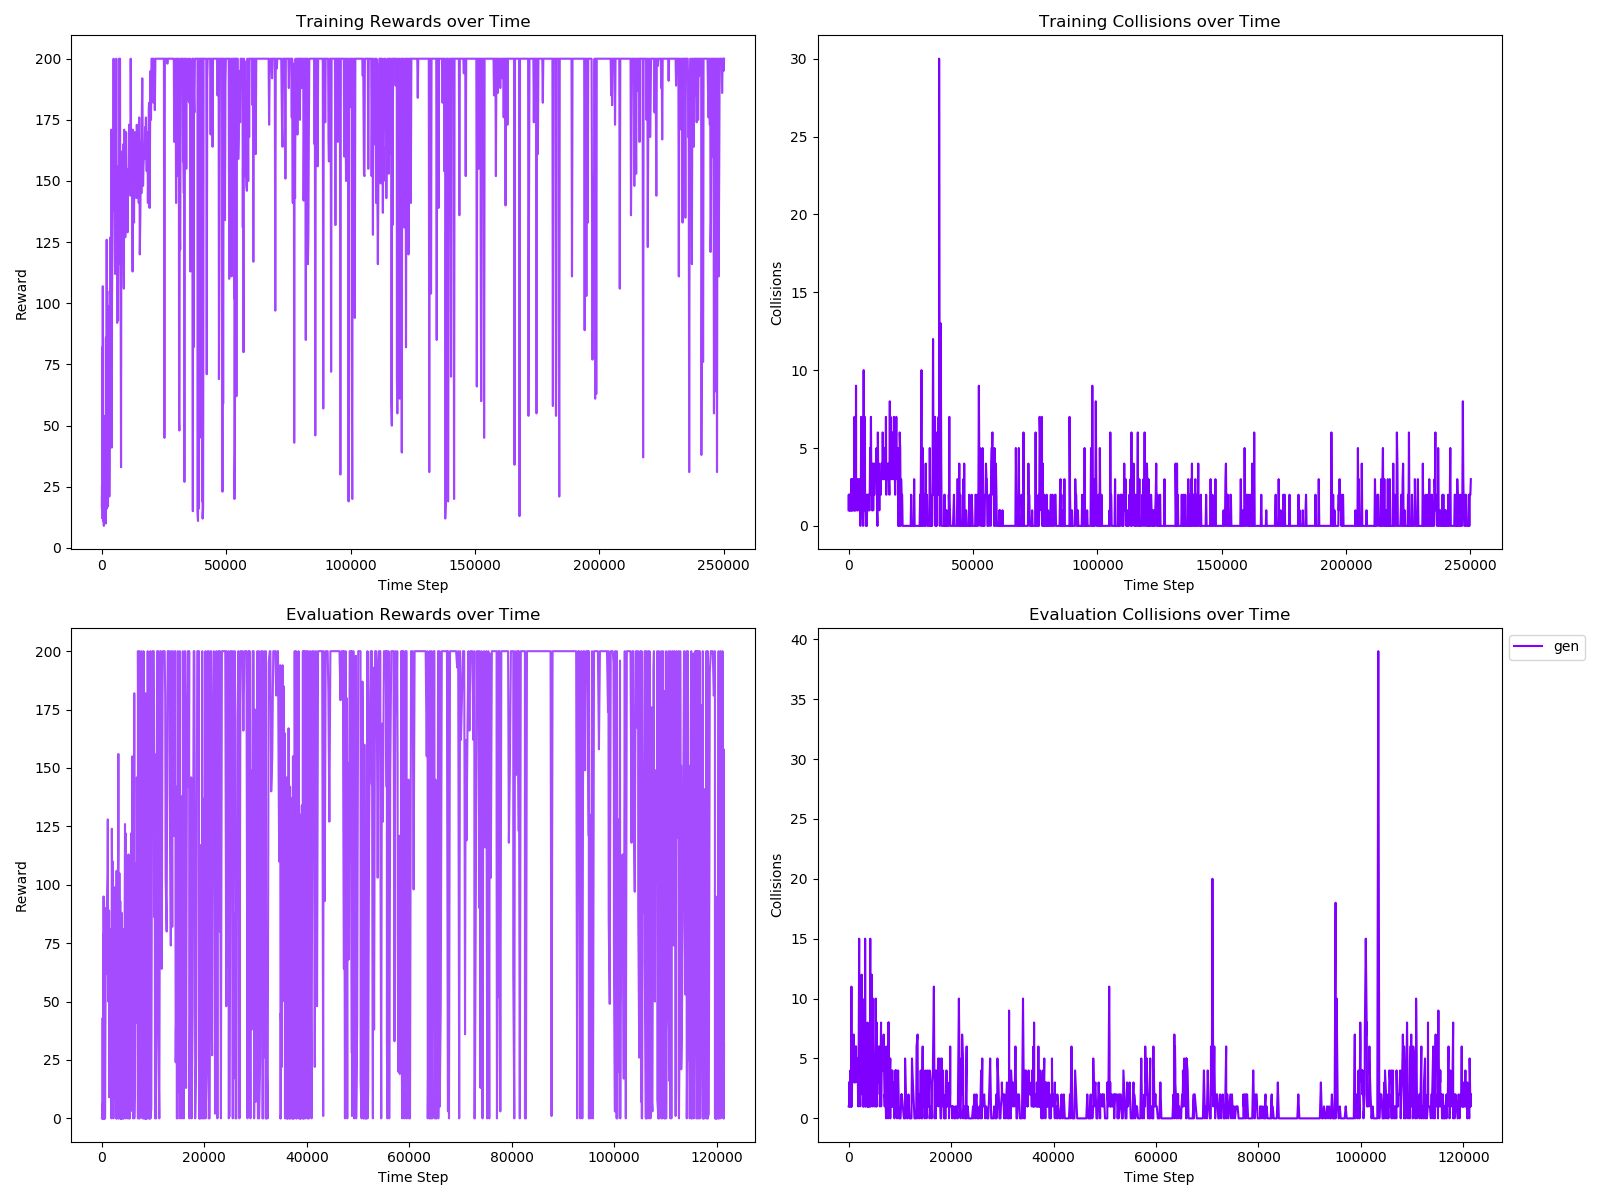 Training Rewards over Time
Reward
200
175
150
125
100
75
50
25
0
0 50000 100000 150000 200000 250000
Time Step
Training Collisions over Time
Collisions
30
25
20
15
10
5
0
0 50000 100000 150000 200000 250000
Time Step
Evaluation Rewards over Time
Reward
200
175
150
125
100
75
50
25
0
0 20000 40000 60000 80000 100000 120000
Time Step
Evaluation Collisions over Time
Collisions
40
35
30
25
20
15
10
5
0
0 20000 40000 60000 80000 100000 120000
Time Step
gen